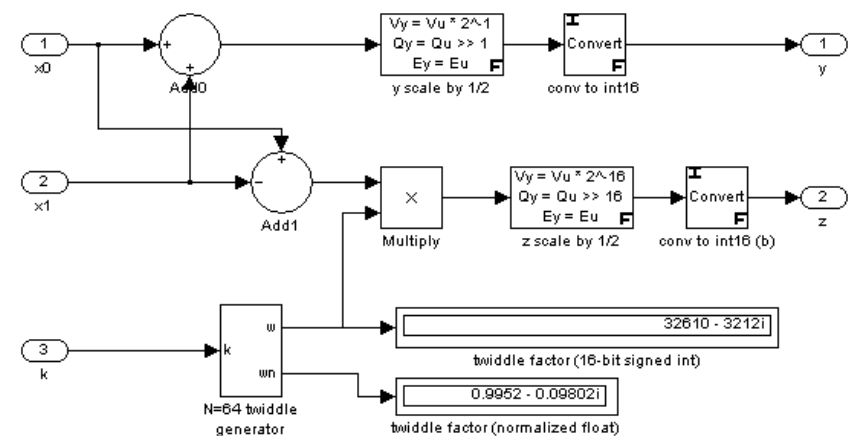 1
x0
+
+
Add0
Vy = Vu * 2^-1
Qy = Qu >> 1
Ey = Eu
F
y scale by 1/2
I
Convert
F
conv to int16
1
y
2
x1
+
-
Add1
×
Multiply
Vy = Vu * 2^-16
Qy = Qu >> 16
Ey = Eu
F
z scale by 1/2
I
Convert
F
conv to int16 (b)
2
z
3
k
k
w
wn
N=64 twiddle
generator
32610 - 3212i
twiddle factor (16-bit signed int)
0.9952 - 0.09802i
twiddle factor (normalized float)